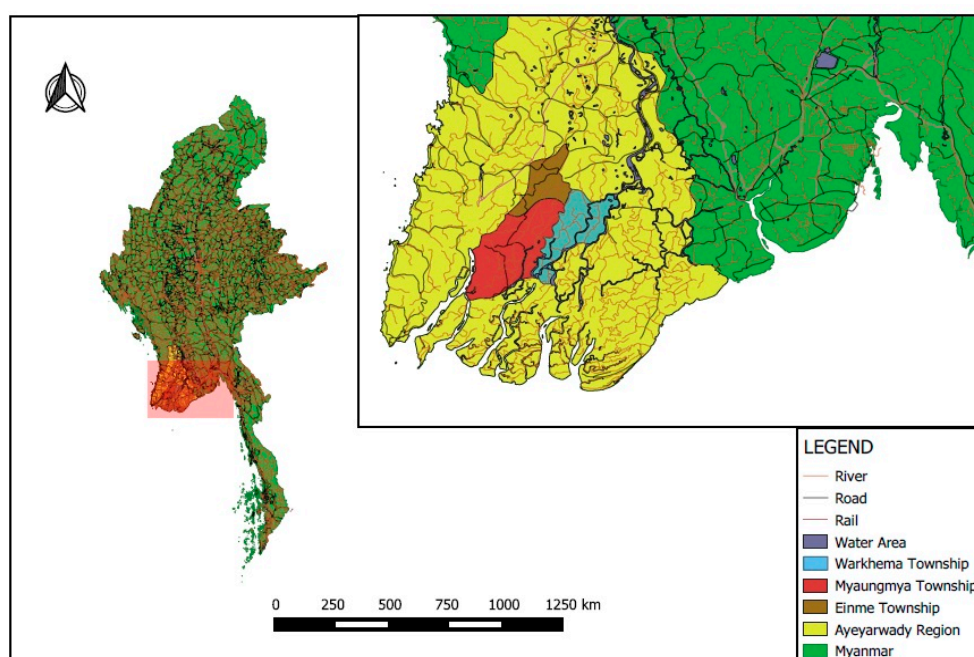 LEGEND
River
Road
Rail
Water Area
Warkhema Township
Myaungmya Township
Einme Township
Ayeyarwady Region
Myanmar
0 250 500 750 1000 1250 km